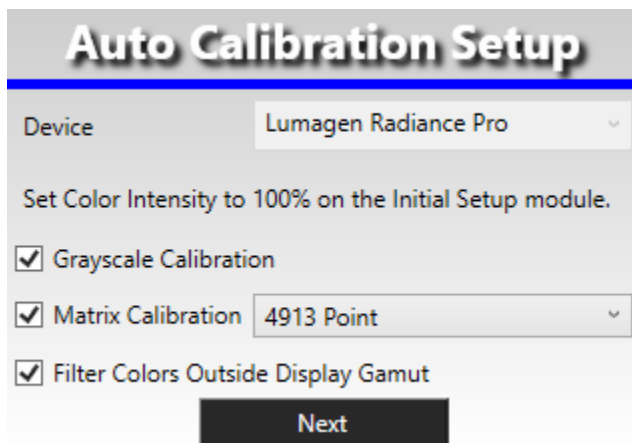 Auto Calibration Setup
Device
Lumagen Radiance Pro
Set Color Intensity to 100% on the Initial Setup module.
Grayscale Calibration
Matrix Calibration 4913 Point
Filter Colors Outside Display Gamut
Next